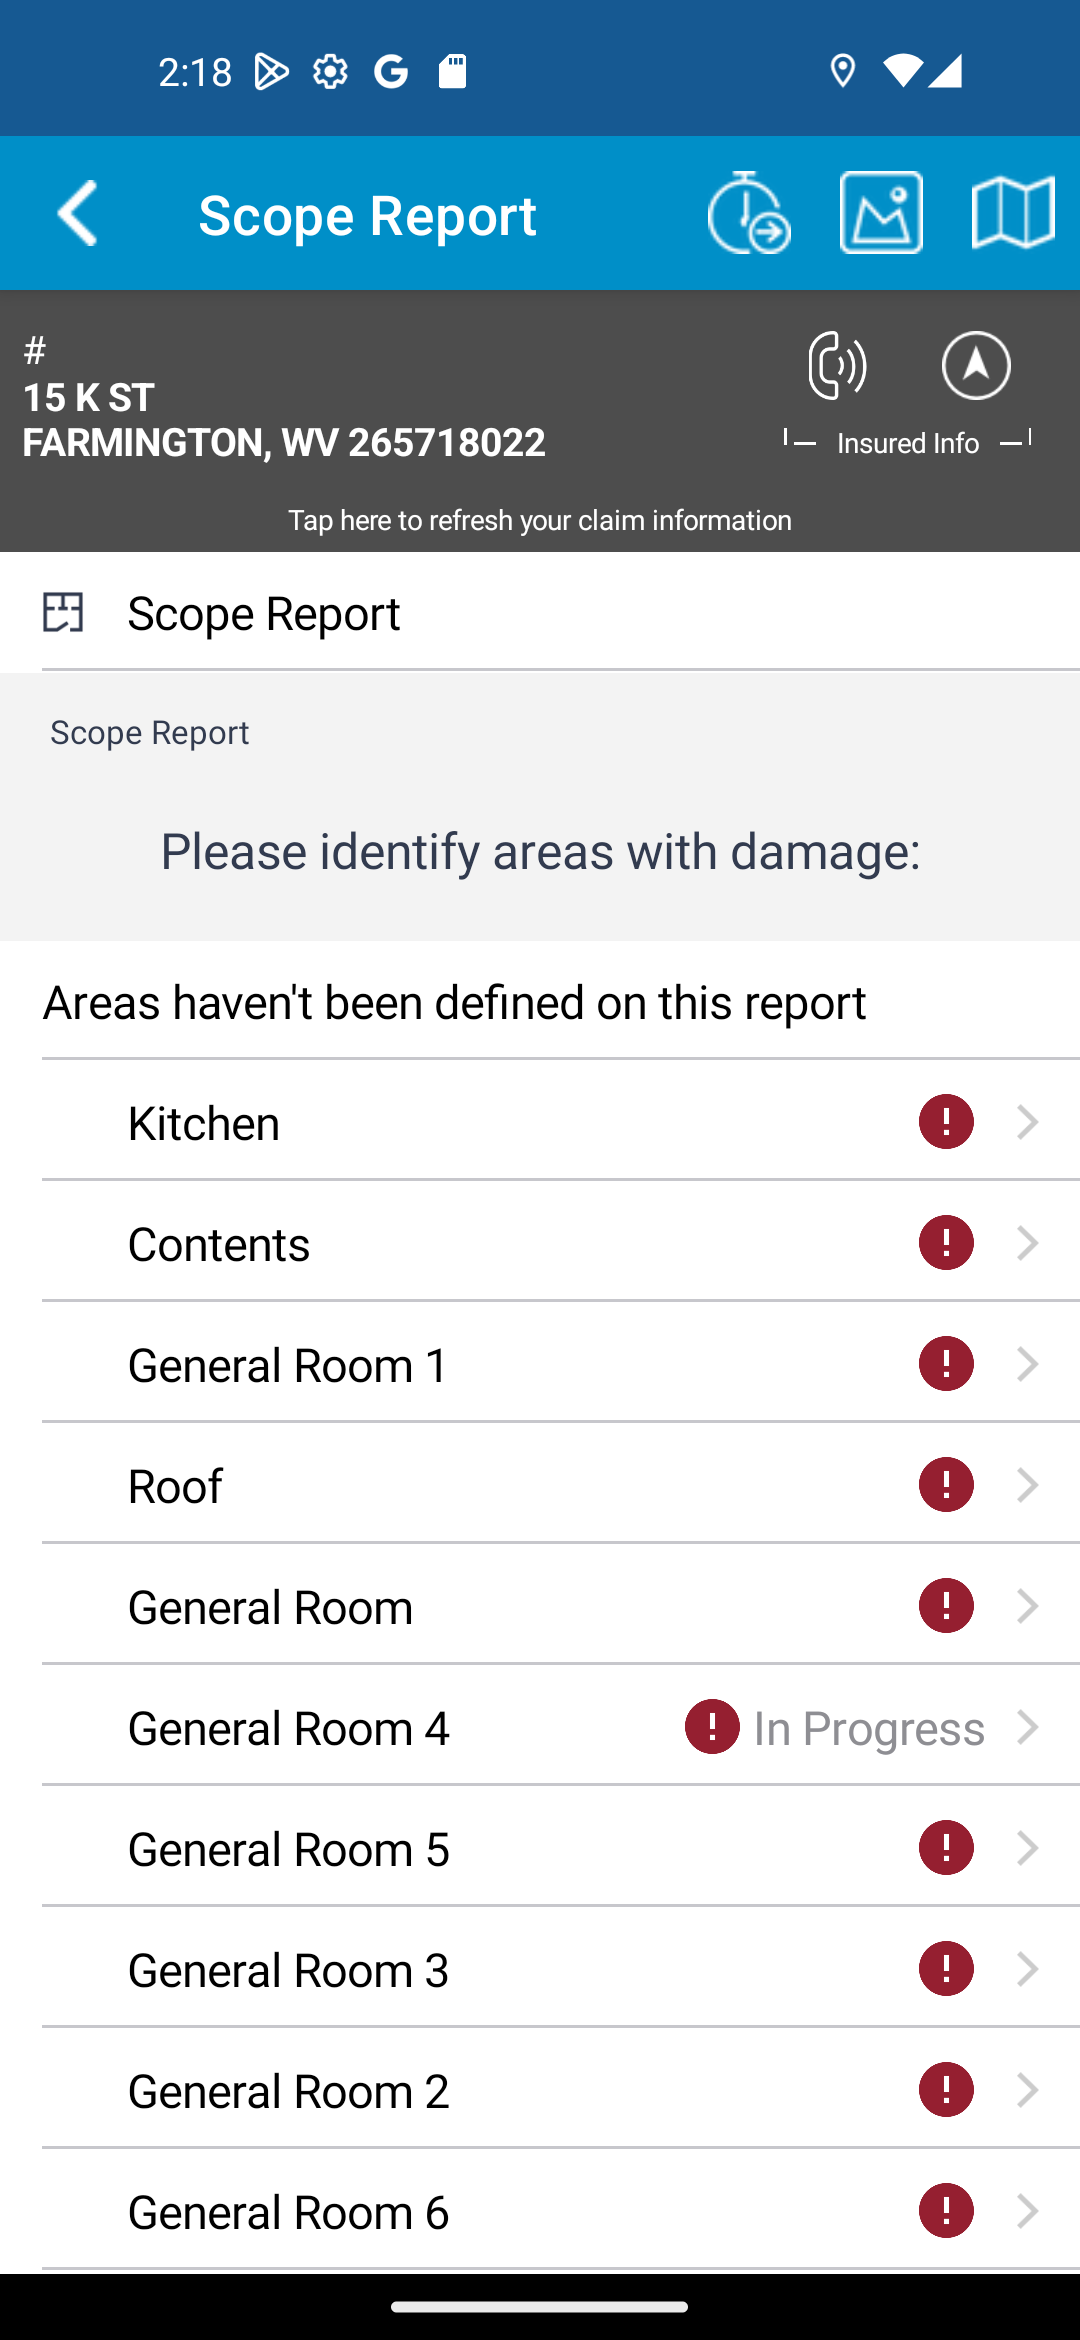 2:18
Scope Report
#
15 K ST
FARMINGTON, WV 265718022
Insured Info
Tap here to refresh your claim information
Scope Report
Scope Report
Please identify areas with damage:
Areas haven't been defined on this report
Kitchen
Contents
General Room 1
Roof
General Room
General Room 4 In Progress
General Room 5
General Room 3
General Room 2
General Room 6